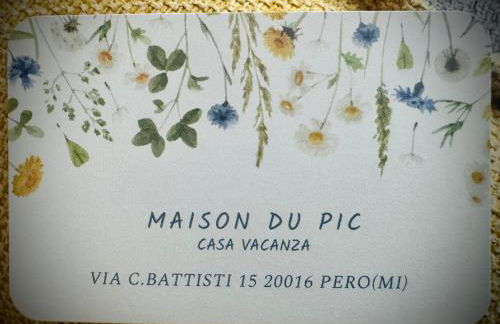 MAISON DU PIC
CASA VACANZA
VIA C.BATTISTI 15 20016 PERO(MI)